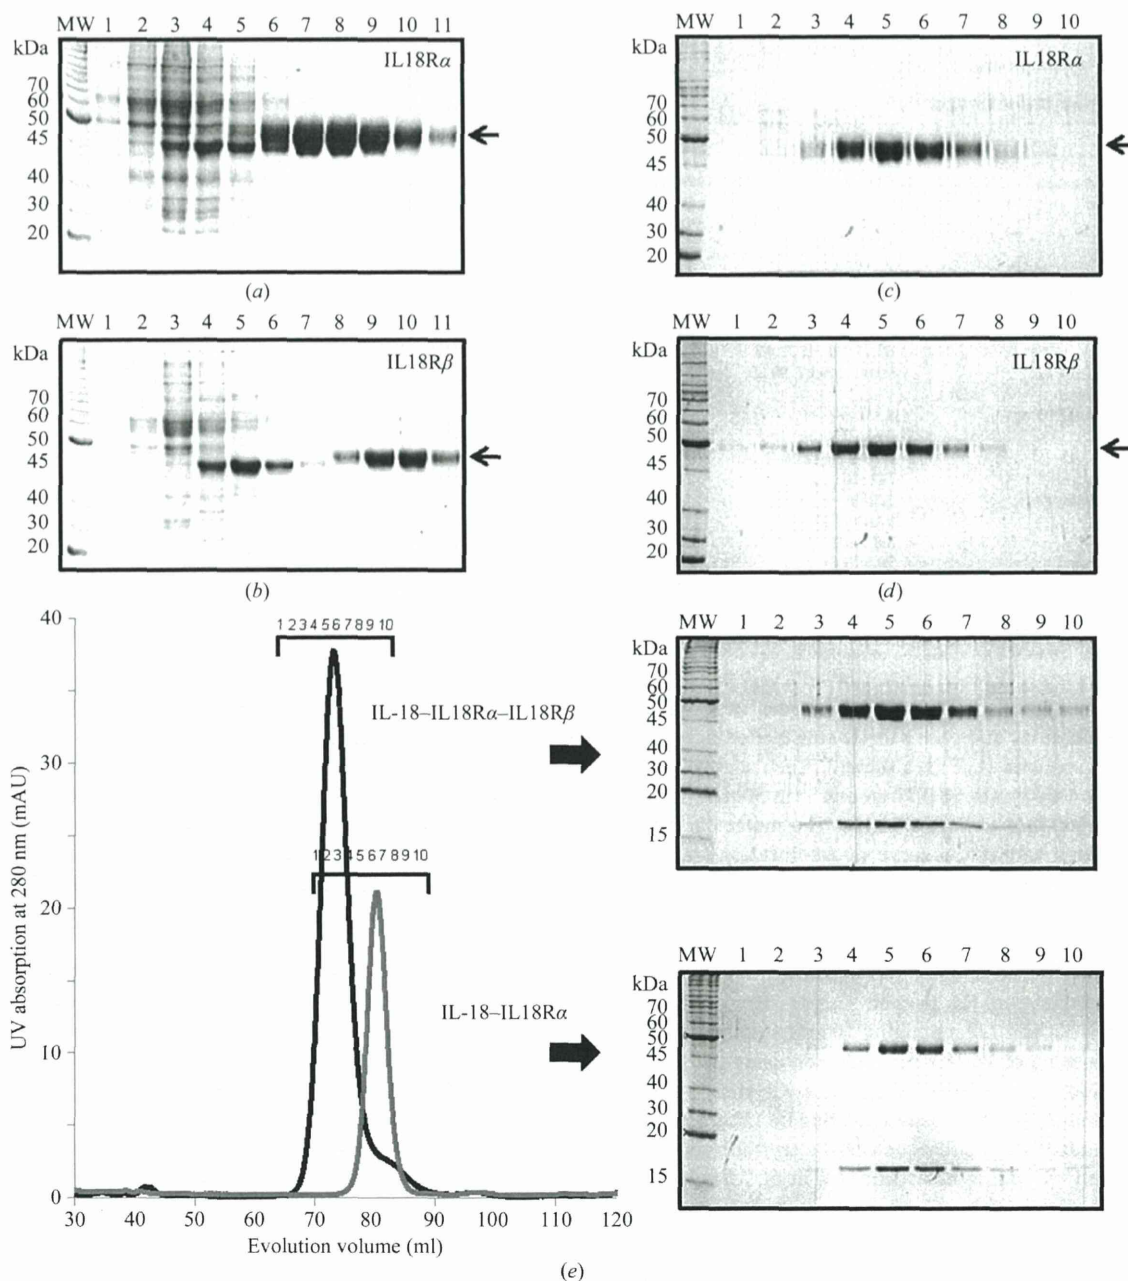 MW 1 2 3 4 5 6 7 8 9 10 11
kDa
IL18Rα
70
60
50
45
40
30
20
(a)
MW 1 2 3 4 5 6 7 8 9 10
kDa
IL18Rα
70
60
50
45
40
30
20
(c)
MW 1 2 3 4 5 6 7 8 9 10 11
kDa
IL18Rβ
70
60
50
45
40
30
20
(b)
MW 1 2 3 4 5 6 7 8 9 10
kDa
IL18Rβ
70
60
50
45
40
30
20
(d)
40
30
20
10
0
UV absorption at 280 nm (mAU)
1 2 3 4 5 6 7 8 9 10
IL-18–IL18Rα–IL18Rβ
1 2 3 4 5 6 7 8 9 10
IL-18–IL18Rα
30 40 50 60 70 80 90 100 110 120
Evolution volume (ml)
MW 1 2 3 4 5 6 7 8 9 10
kDa
70
60
50
45
40
30
20
15
MW 1 2 3 4 5 6 7 8 9 10
kDa
70
60
50
45
40
30
20
15
(e)